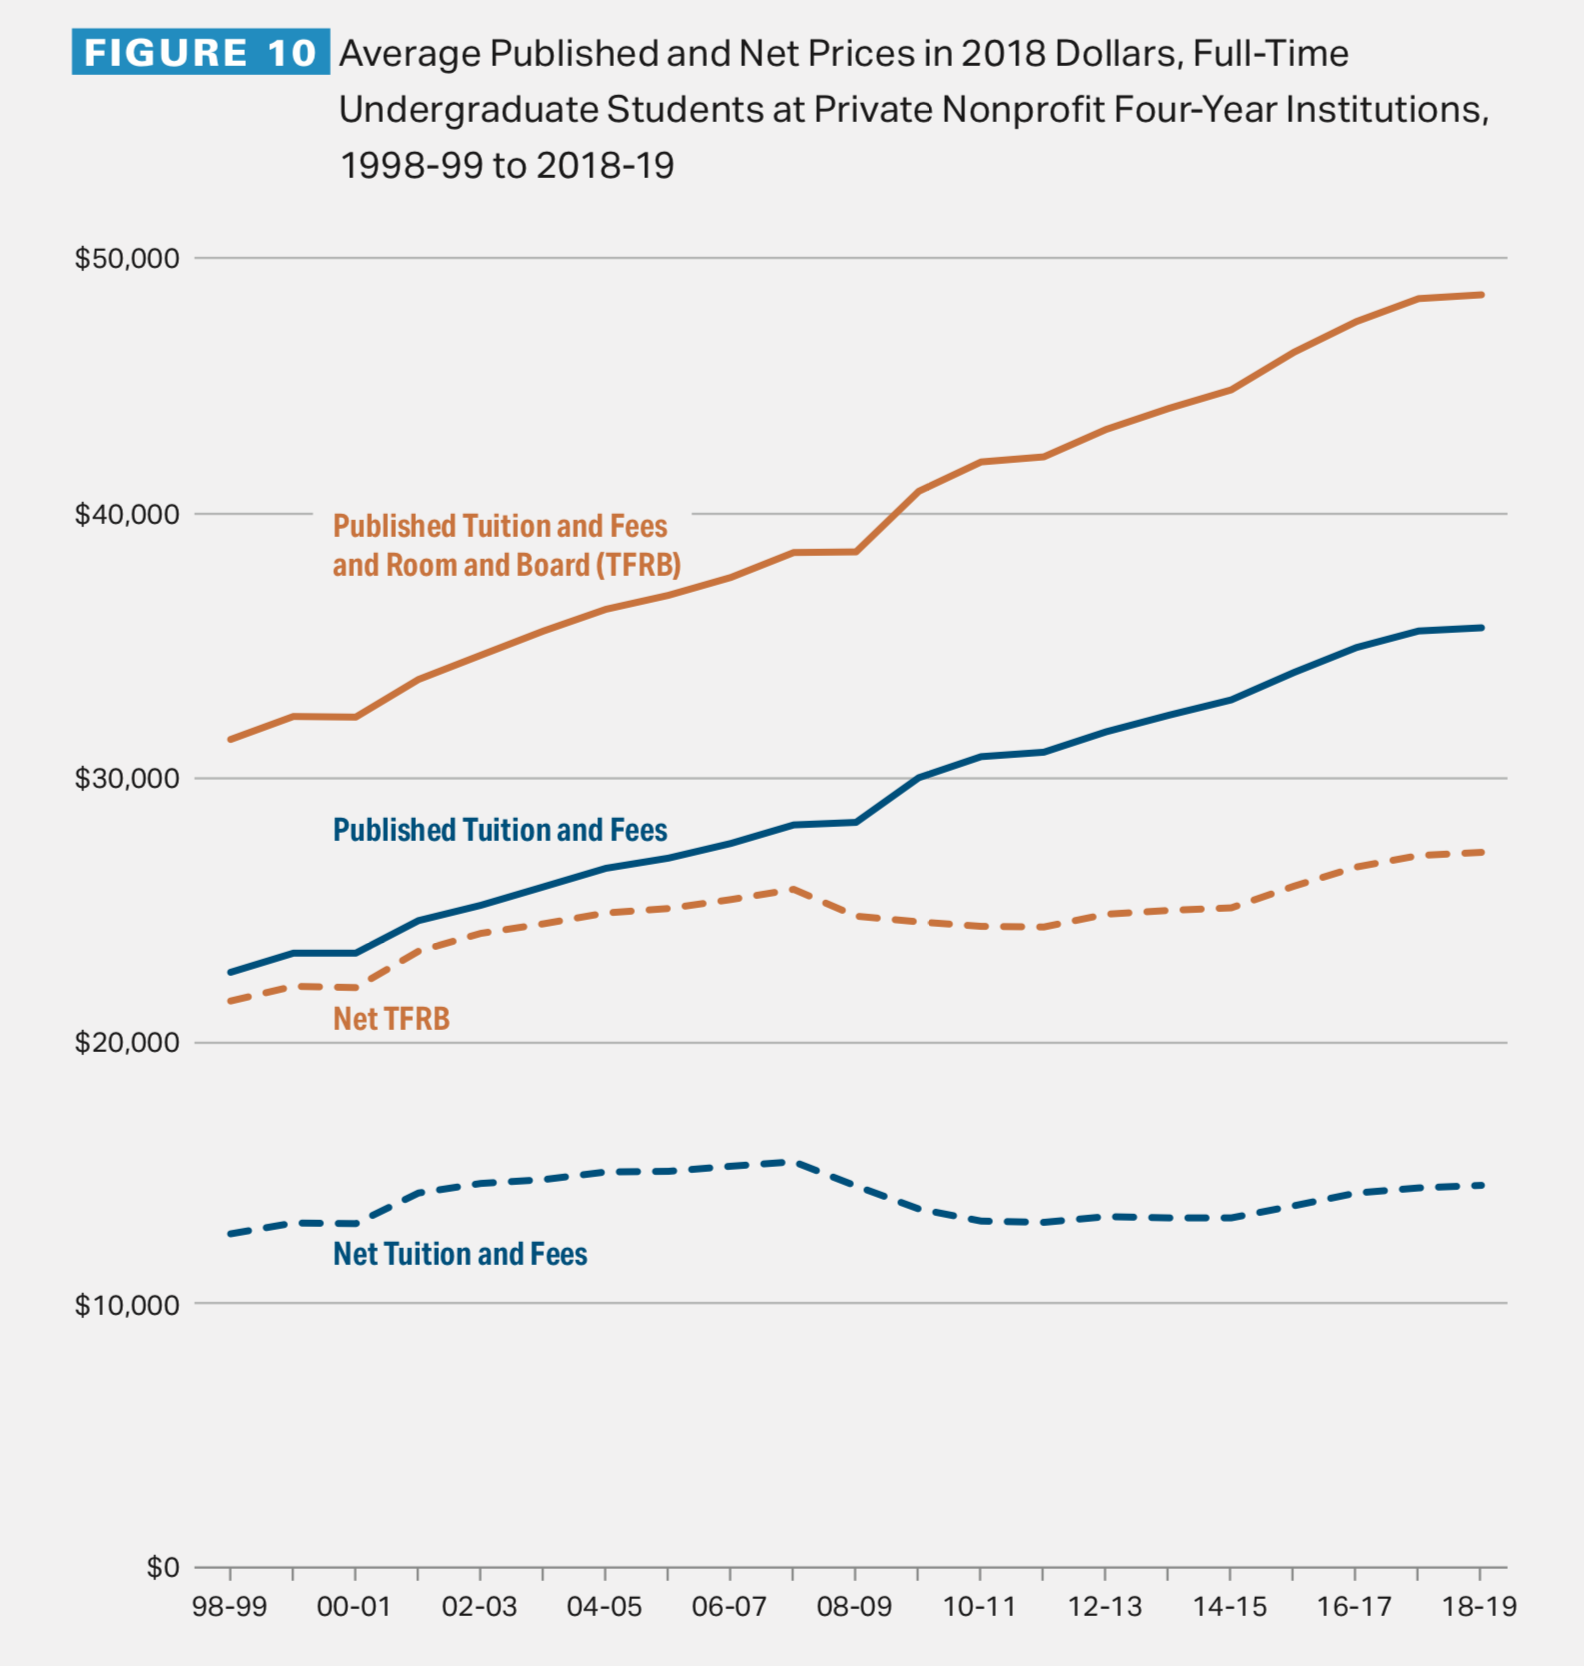 FIGURE 10 Average Published and Net Prices in 2018 Dollars, Full-Time
Undergraduate Students at Private Nonprofit Four-Year Institutions,
1998-99 to 2018-19
$50,000
$40,000
Published Tuition and Fees
and Room and Board (TFRB)
$30,000
Published Tuition and Fees
Net TFRB
$20,000
Net Tuition and Fees
$10,000
$0
98-99 00-01 02-03 04-05 06-07 08-09 10-11 12-13 14-15 16-17 18-19